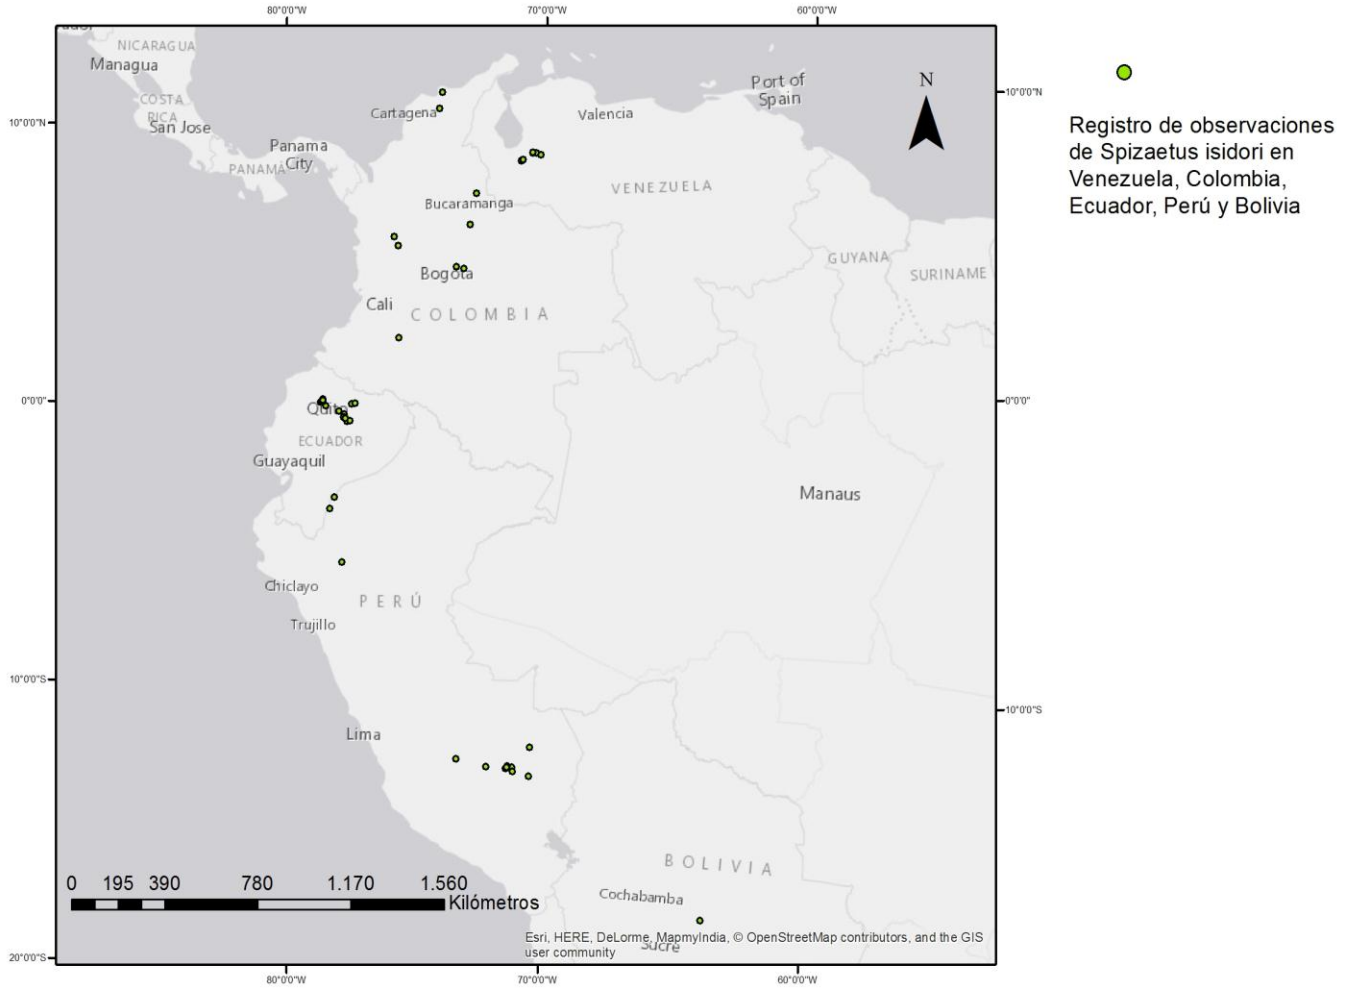 80°0'0"W
70°0'0"W
60°0'0"W
NICARAGUA
Managua
COSTA
RICA
San Jose
PANAMÁ
Panama
City
Cartagena
Valencia
Port of
Spain
N
10°0'0"N
10°0'0"N
VENEZUELA
Bucaramanga
GUYANA
SURINAME
Bogota
Cali
COLOMBIA
0°0'0"
0°0'0"
Quito
ECUADOR
Guayaquil
Manaus
Chiclayo
PERÚ
Trujillo
10°0'0"S
10°0'0"S
Lima
BOLIVIA
Cochabamba
Sucre
0 195 390 780 1.170 1.560
Kilómetros
Esri, HERE, DeLorme, MapmyIndia, © OpenStreetMap contributors, and the GIS
user community
20°0'0"S
80°0'0"W
70°0'0"W
60°0'0"W
Registro de observaciones
de Spizaetus isidori en
Venezuela, Colombia,
Ecuador, Perú y Bolivia